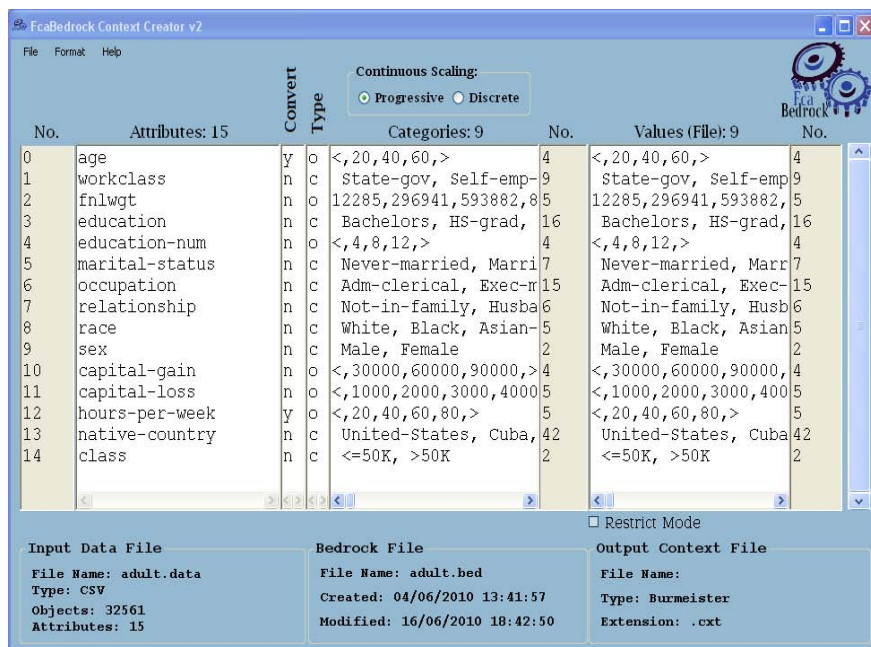 FcaBedrock Context Creator v2
File Format Help
Continuous Scaling:
Progressive Discrete
Convert
Type
Fca
Bedrock
No. Attributes: 15 Categories: 9 No. Values (File): 9 No.
0 age y o <,20,40,60,> 4 <,20,40,60,> 4
1 workclass n c State-gov, Self-emp- 9 State-gov, Self-emp 9
2 fnlwgt n o 12285,296941,593882,8 5 12285,296941,593882, 5
3 education n c Bachelors, HS-grad, 16 Bachelors, HS-grad, 16
4 education-num n o <,4,8,12,> 4 <,4,8,12,> 4
5 marital-status n c Never-married, Marri 7 Never-married, Marr 7
6 occupation n c Adm-clerical, Exec-m 15 Adm-clerical, Exec- 15
7 relationship n c Not-in-family, Husba 6 Not-in-family, Husb 6
8 race n c White, Black, Asian- 5 White, Black, Asian 5
9 sex n c Male, Female 2 Male, Female 2
10 capital-gain n o <,30000,60000,90000,> 4 <,30000,60000,90000, 4
11 capital-loss n o <,1000,2000,3000,4000 5 <,1000,2000,3000,400 5
12 hours-per-week y o <,20,40,60,80,> 5 <,20,40,60,80,> 5
13 native-country n c United-States, Cuba, 42 United-States, Cuba 42
14 class n c <=50K, >50K 2 <=50K, >50K 2
Restrict Mode
Input Data File
File Name: adult.data
Type: CSV
Objects: 32561
Attributes: 15
Bedrock File
File Name: adult.bed
Created: 04/06/2010 13:41:57
Modified: 16/06/2010 18:42:50
Output Context File
File Name:
Type: Burmeister
Extension: .cxt